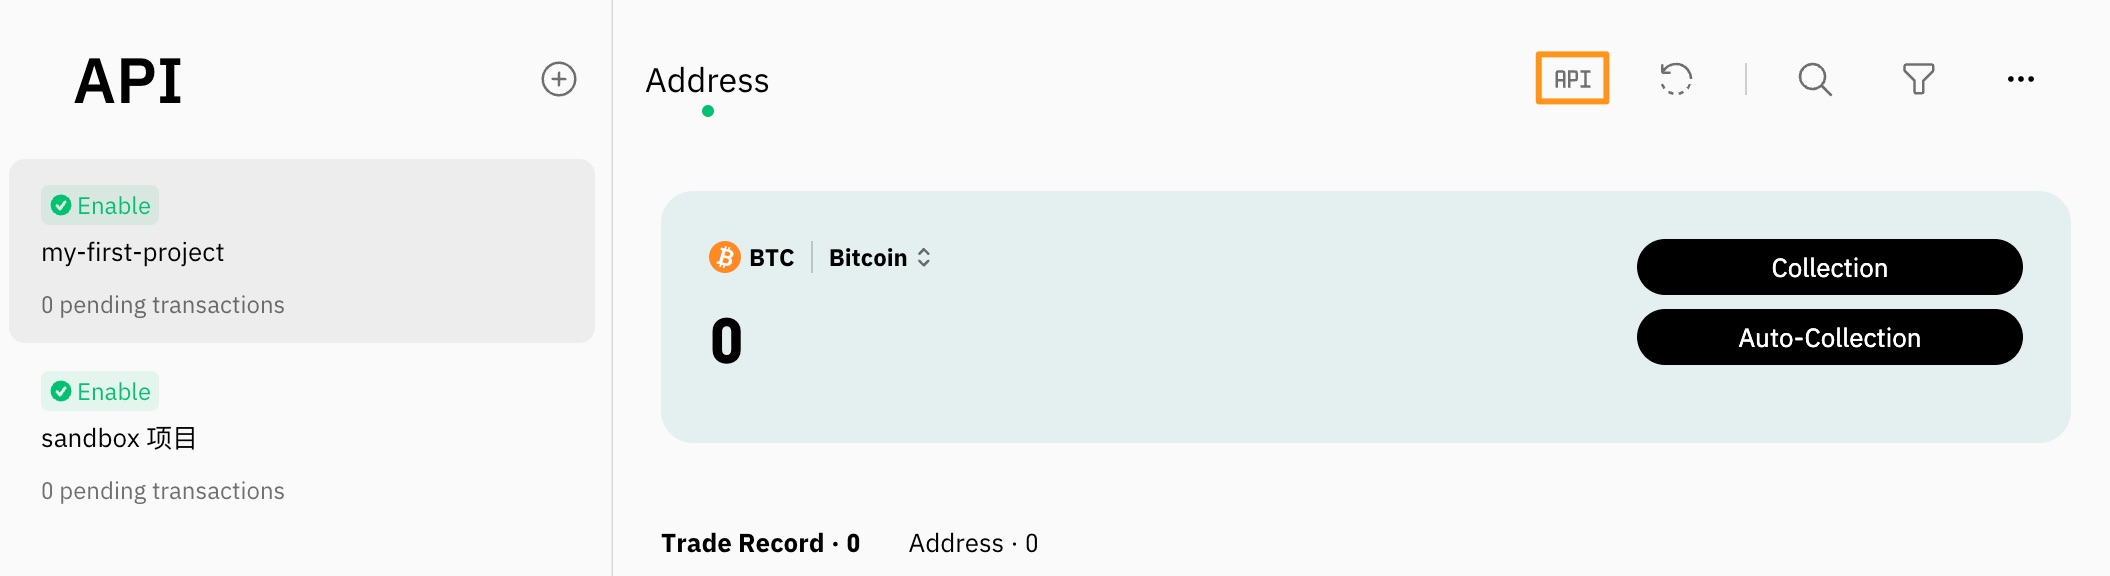 API
Enable
my-first-project
0 pending transactions
Enable
sandbox 项目
0 pending transactions
Address
API
BTC Bitcoin
0
Collection
Auto-Collection
Trade Record · 0 Address · 0